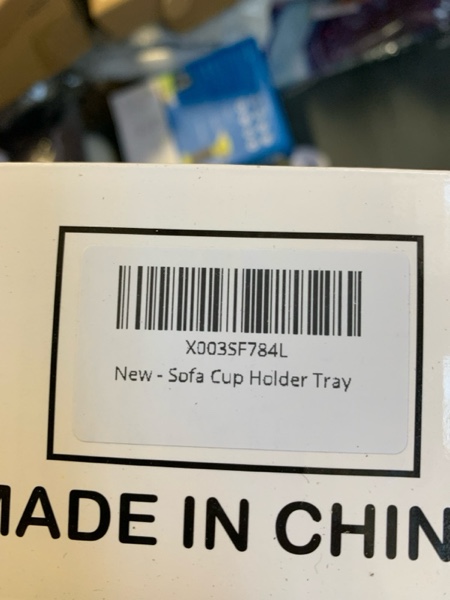 X003SF784L
New - Sofa Cup Holder Tray
MADE IN CHIN